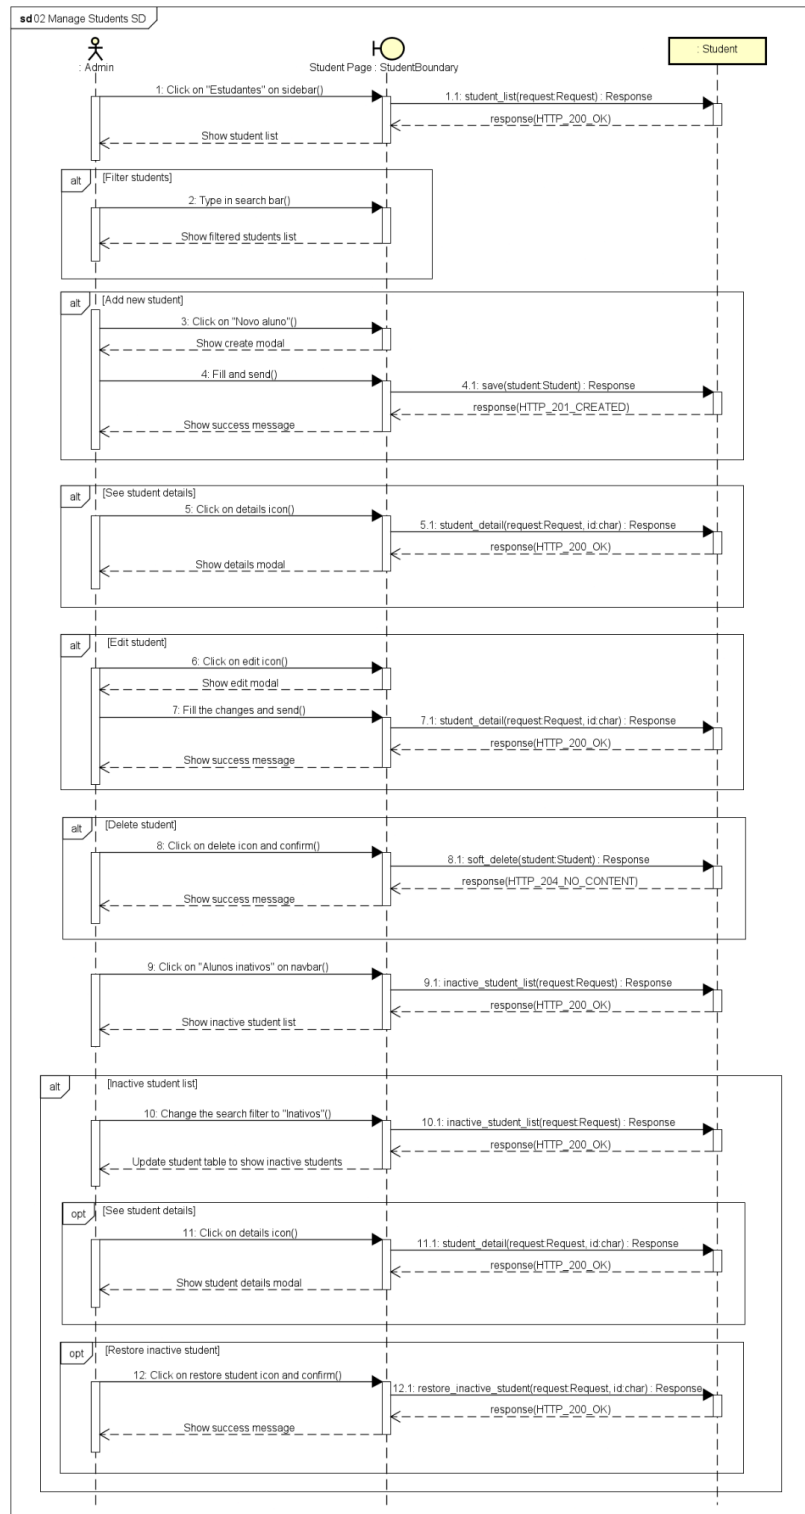 sd 02 Manage Students SD
: Admin
Student Page : StudentBoundary
: Student
1: Click on "Estudantes" on sidebar()
1.1: student_list(request:Request) : Response
response(HTTP_200_OK)
Show student list
alt
[Filter students]
2: Type in search bar()
Show filtered students list
alt
[Add new student]
3: Click on "Novo aluno"()
Show create modal
4: Fill and send()
4.1: save(student:Student) : Response
response(HTTP_201_CREATED)
Show success message
alt
[See student details]
5: Click on details icon()
5.1: student_detail(request:Request, id:char) : Response
response(HTTP_200_OK)
Show details modal
alt
[Edit student]
6: Click on edit icon()
Show edit modal
7: Fill the changes and send()
7.1: student_detail(request:Request, id:char) : Response
response(HTTP_200_OK)
Show success message
alt
[Delete student]
8: Click on delete icon and confirm()
8.1: soft_delete(student:Student) : Response
response(HTTP_204_NO_CONTENT)
Show success message
9: Click on "Alunos inativos" on navbar()
9.1: inactive_student_list(request:Request) : Response
response(HTTP_200_OK)
Show inactive student list
alt
[Inactive student list]
10: Change the search filter to "Inativos"()
10.1: inactive_student_list(request:Request) : Response
response(HTTP_200_OK)
Update student table to show inactive students
opt
[See student details]
11: Click on details icon()
11.1: student_detail(request:Request, id:char) : Response
response(HTTP_200_OK)
Show student details modal
opt
[Restore inactive student]
12: Click on restore student icon and confirm()
12.1: restore_inactive_student(request:Request, id:char) : Response
response(HTTP_200_OK)
Show success message